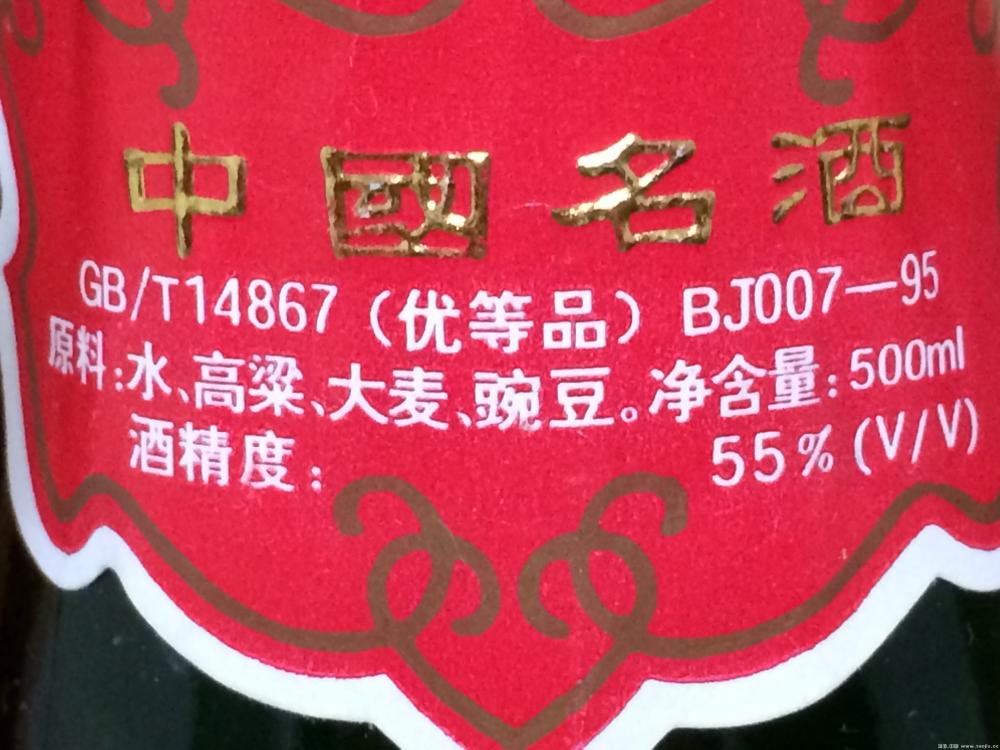 中國名酒
GB/T14867（优等品）BJ007—95
原料:水、高粱、大麦、豌豆。净含量: 500ml
酒精度: 55%(V/V)